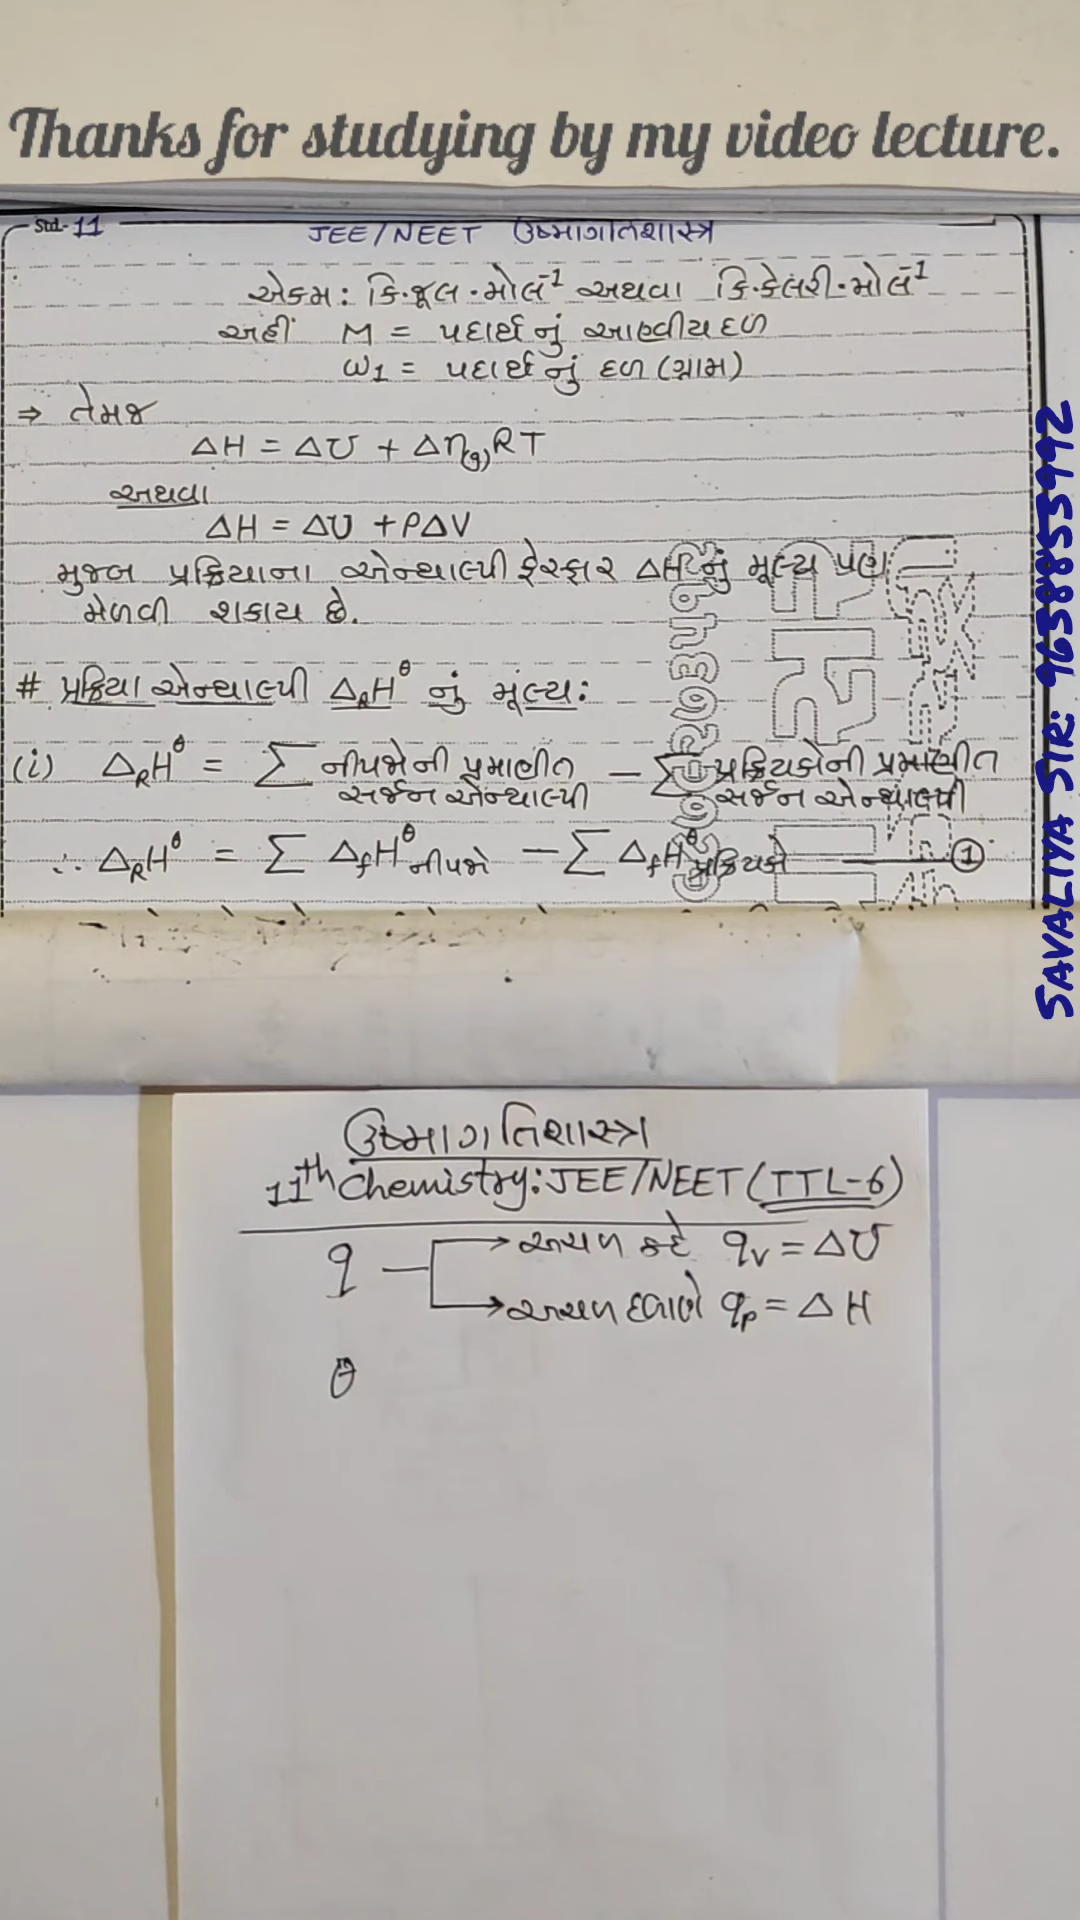 Thanks for studying by my video lecture.
Std-11
JEE/NEET ઉષ્માગતિશાસ્ત્ર
એકમ: કિ.જૂલ.મોલ⁻¹ અથવા કિ.કેલરી.મોલ⁻¹
અહીં M = પદાર્થનું આણ્વીયદળ
W₁ = પદાર્થનું દળ (ગ્રામ)
⇒ તેમજ
ΔH = ΔU + Δn(g)RT
અથવા
ΔH = ΔU + PΔV
મુજબ પ્રક્રિયાના એન્થાલ્પી ફેરફાર ΔH નું મૂલ્ય પણ
મેળવી શકાય છે.
# પ્રક્રિયા એન્થાલ્પી ΔRH^θ નું મૂલ્ય:
(i) ΔRH^θ = Σ નીપજોની પ્રમાણીત સર્જન એન્થાલ્પી − Σ પ્રક્રિયકોની પ્રમાણીત સર્જન એન્થાલ્પી
∴ ΔRH^θ = Σ ΔfH^θ નીપજો − Σ ΔfH^θ પ્રક્રિયકો ——— ①
SAVALIYA SIR: 9638855992
ઉષ્માગતિશાસ્ત્ર
11th Chemistry: JEE/NEET (TTL-6)
q → અચળ કદે qv = ΔU
→ અચળ દબાણે qp = ΔH
θ